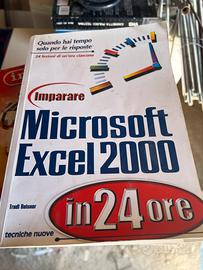 Quando hai tempo
solo per le risposte
24 lezioni di un'ora ciascuna
Imparare
Microsoft
Excel 2000
in 24 ore
Trudi Reisner
tecniche nuove